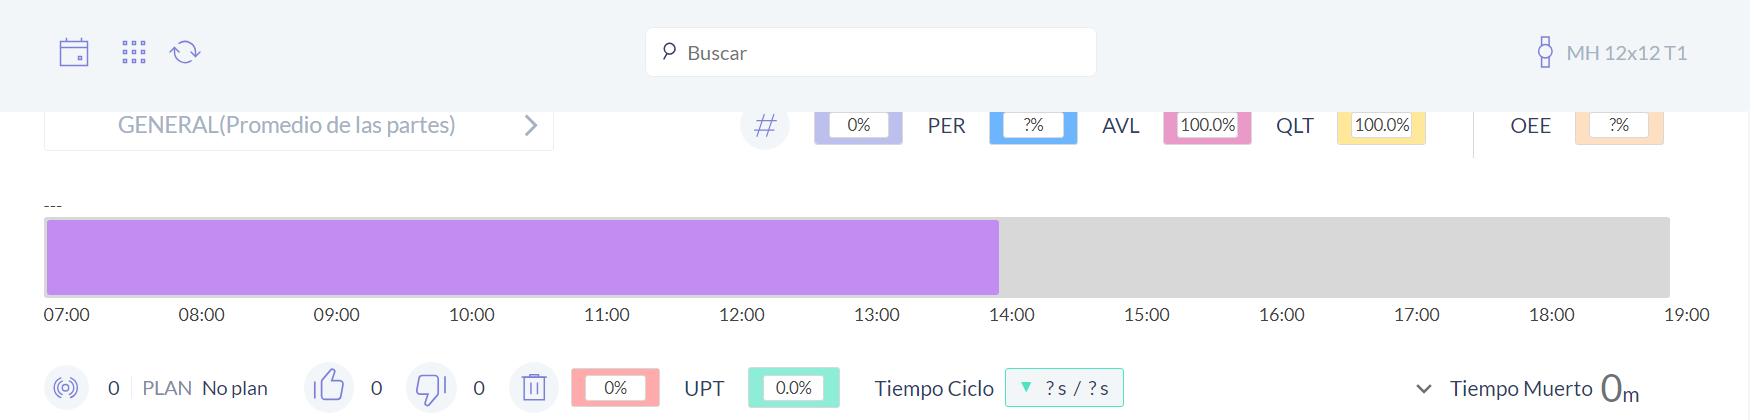 Buscar
MH 12x12 T1
GENERAL(Promedio de las partes)
# 0% PER ?% AVL 100.0% QLT 100.0% OEE ?%
---
07:00 08:00 09:00 10:00 11:00 12:00 13:00 14:00 15:00 16:00 17:00 18:00 19:00
0 PLAN No plan 0 0 0% UPT 0.0% Tiempo Ciclo ?s / ?s Tiempo Muerto 0m